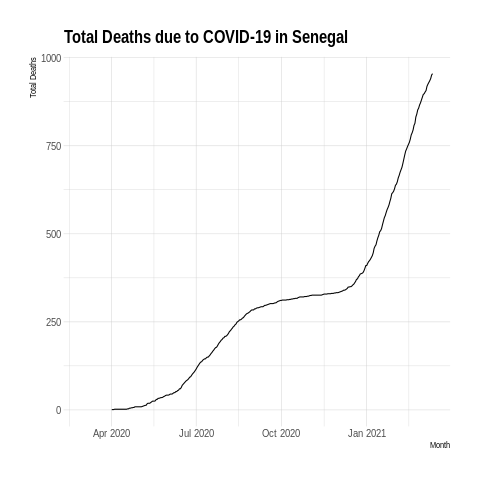 Total Deaths due to COVID-19 in Senegal
Total Deaths
1000
750
500
250
0
Apr 2020
Jul 2020
Oct 2020
Jan 2021
Month